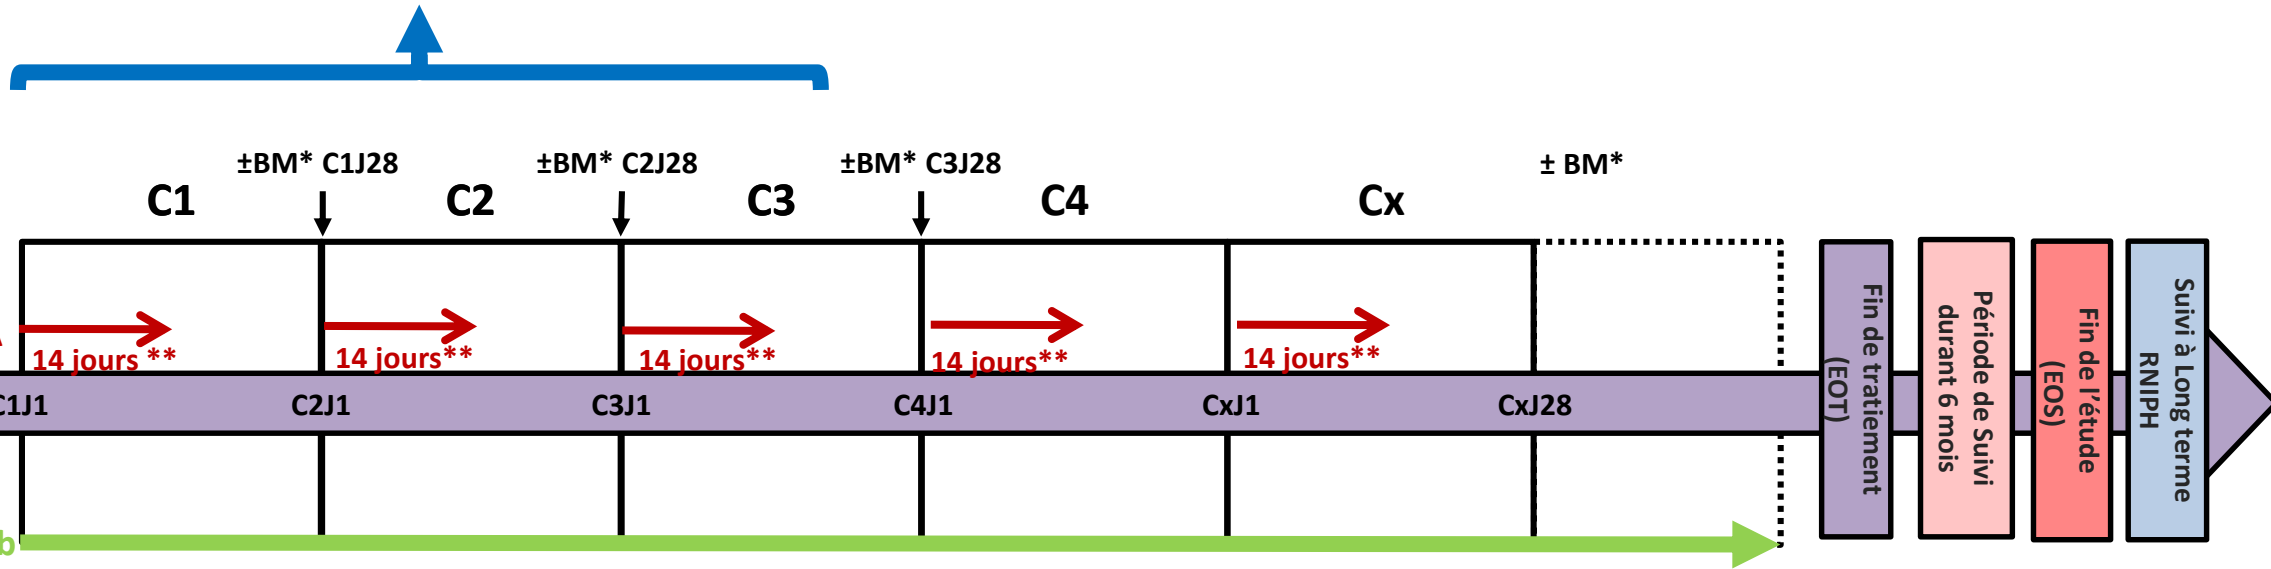 ±BM* C1J28
±BM* C2J28
±BM* C3J28
± BM*
C1
C2
C3
C4
Cx
14 jours **
14 jours**
14 jours**
14 jours**
14 jours**
C1J1
C2J1
C3J1
C4J1
CxJ1
CxJ28
Fin de tratiement
(EOT)
Période de Suivi
durant 6 mois
Fin de l'étude
(EOS)
Suivi à Long terme
RNIPH
b